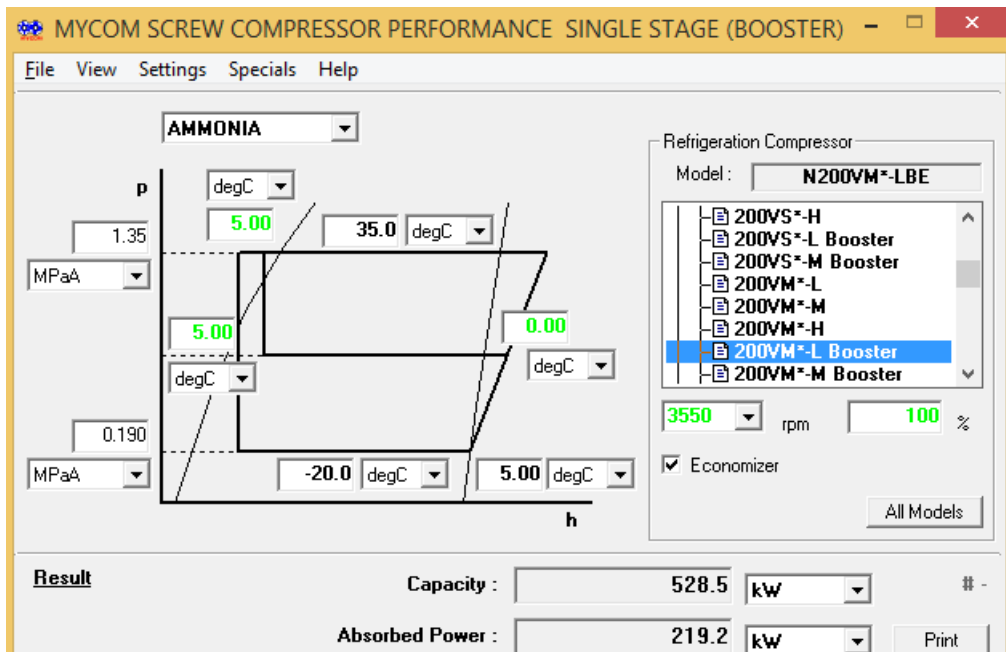 MYCOM SCREW COMPRESSOR PERFORMANCE SINGLE STAGE (BOOSTER)
File View Settings Specials Help
AMMONIA
Refrigeration Compressor
Model : N200VM*-LBE
p
degC
5.00
35.0 degC
1.35
MPaA
200VS*-H
200VS*-L Booster
200VS*-M Booster
200VM*-L
200VM*-M
200VM*-H
200VM*-L Booster
200VM*-M Booster
5.00
degC
0.00
degC
3550 rpm 100 %
0.190
MPaA
-20.0 degC 5.00 degC
h
Economizer
All Models
Result
Capacity : 528.5 kW # -
Absorbed Power : 219.2 kW Print